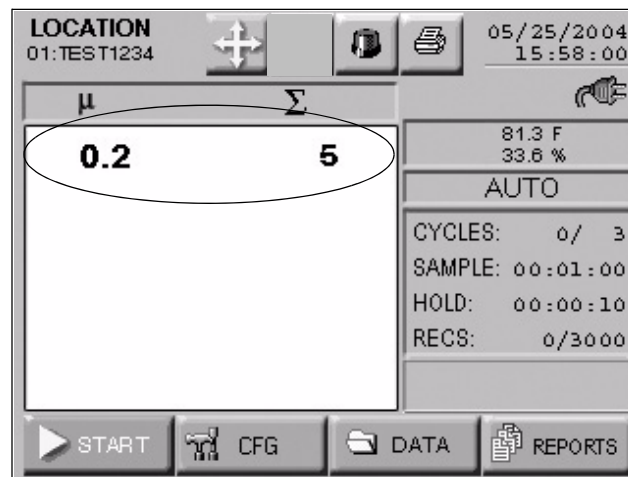 LOCATION
01:TEST1234
05/25/2004
15:58:00
μ Σ
0.2 5
81.3 F
33.6 %
AUTO
CYCLES: 0/ 3
SAMPLE: 00:01:00
HOLD: 00:00:10
RECS: 0/3000
START CFG DATA REPORTS